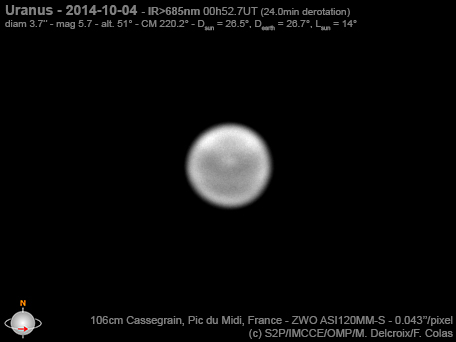 Uranus - 2014-10-04 - IR>685nm 00h52.7UT (24.0min derotation)
diam 3.7" - mag 5.7 - alt. 51° - CM 220.2° - Dsun = 26.5°, Dearth = 26.7°, Lsun = 14°
N
106cm Cassegrain, Pic du Midi, France - ZWO ASI120MM-S - 0.043"/pixel
(c) S2P/IMCCE/OMP/M. Delcroix/F. Colas